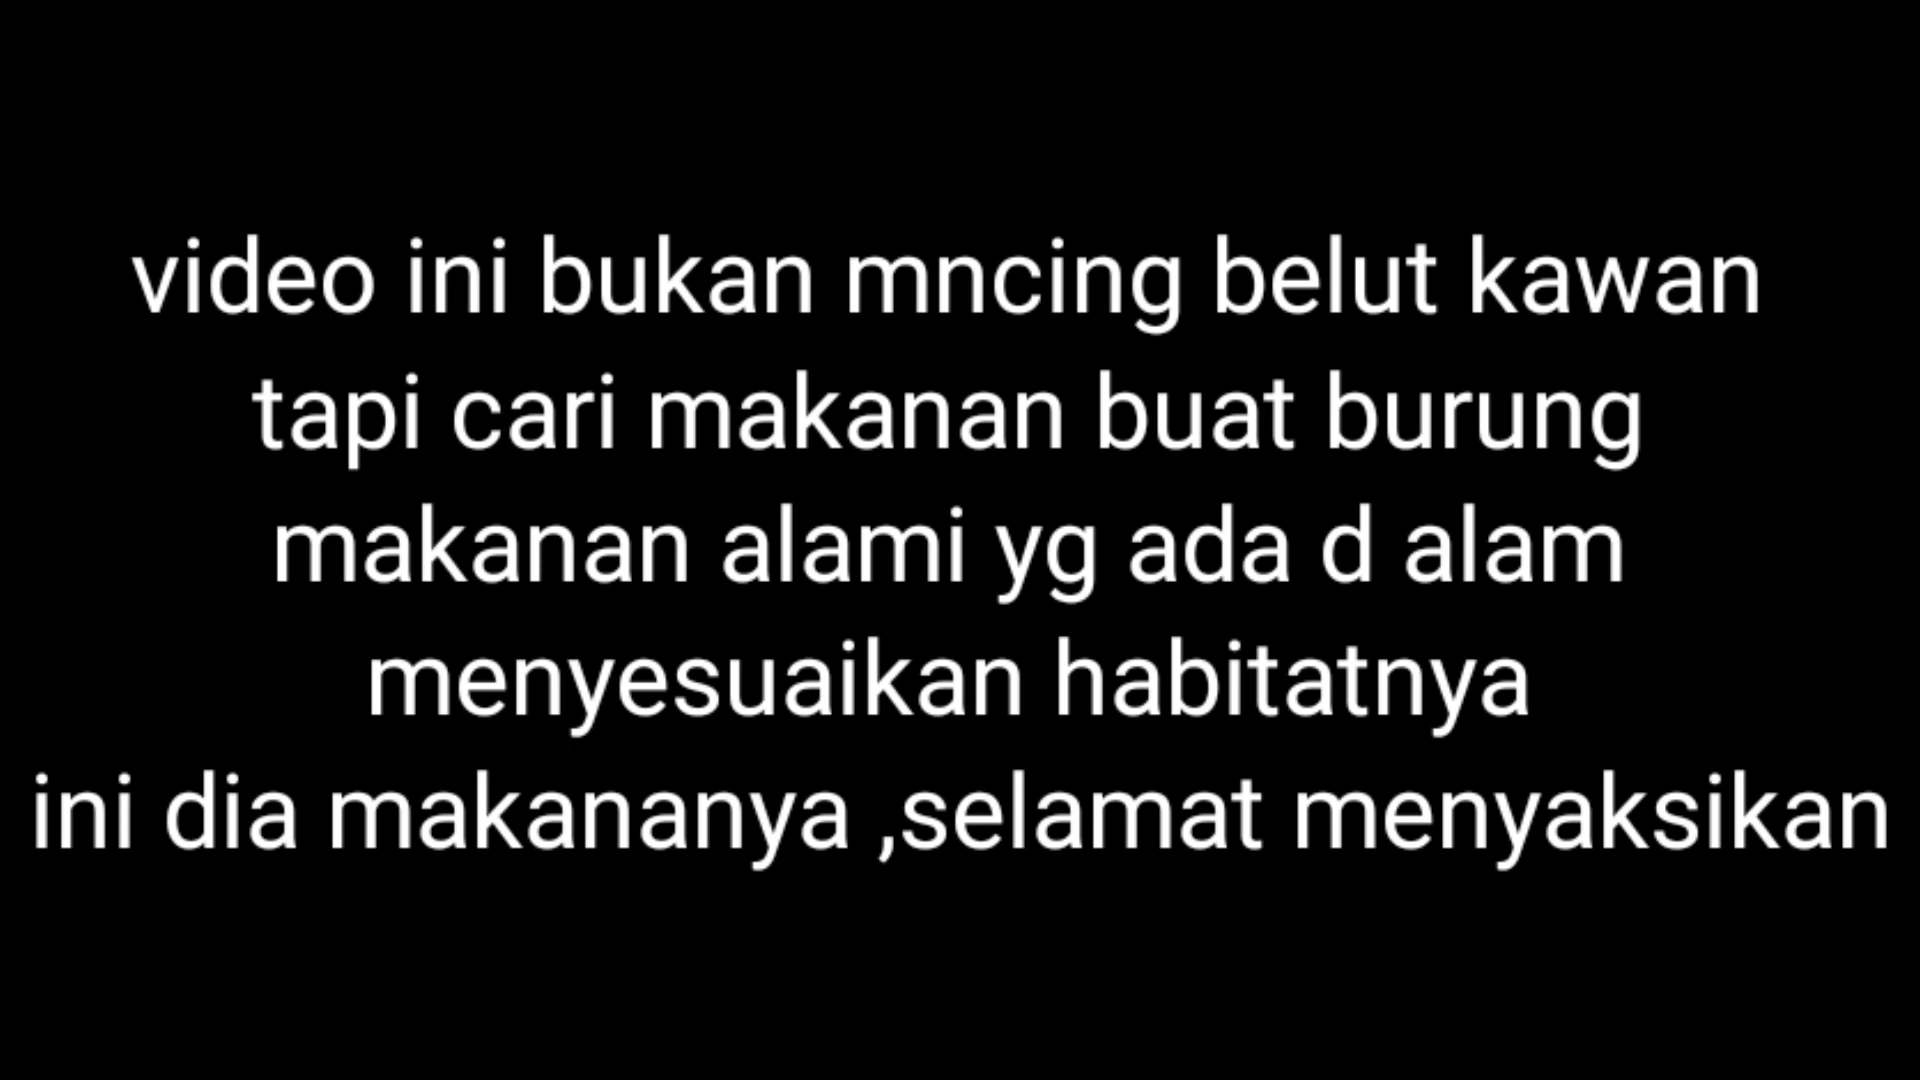 video ini bukan mncing belut kawan
tapi cari makanan buat burung
makanan alami yg ada d alam
menyesuaikan habitatnya
ini dia makananya ,selamat menyaksikan